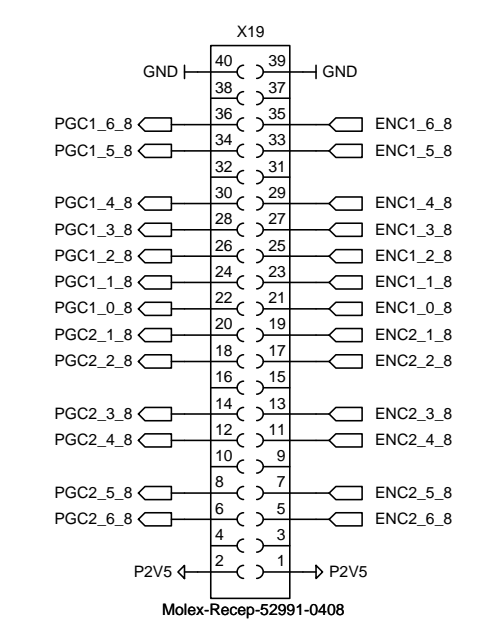 X19
GND 40 39 GND
38 37
PGC1_6_8 36 35 ENC1_6_8
PGC1_5_8 34 33 ENC1_5_8
32 31
PGC1_4_8 30 29 ENC1_4_8
PGC1_3_8 28 27 ENC1_3_8
PGC1_2_8 26 25 ENC1_2_8
PGC1_1_8 24 23 ENC1_1_8
PGC1_0_8 22 21 ENC1_0_8
PGC2_1_8 20 19 ENC2_1_8
PGC2_2_8 18 17 ENC2_2_8
16 15
PGC2_3_8 14 13 ENC2_3_8
PGC2_4_8 12 11 ENC2_4_8
10 9
PGC2_5_8 8 7 ENC2_5_8
PGC2_6_8 6 5 ENC2_6_8
4 3
P2V5 2 1 P2V5
Molex-Recep-52991-0408